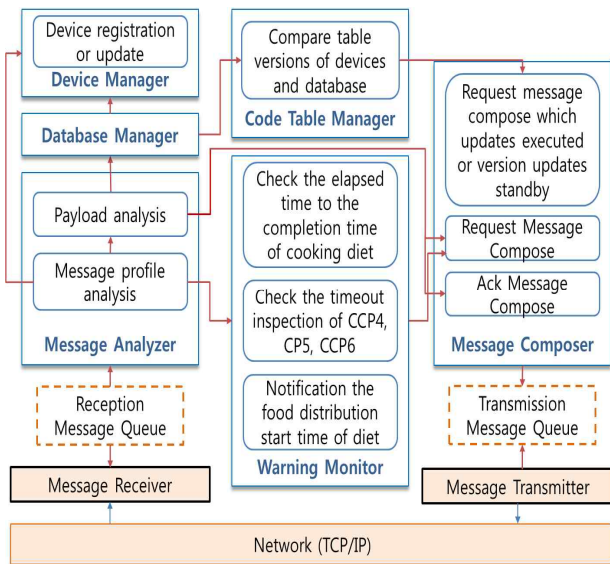 Device registration
or update
Device Manager
Database Manager
Payload analysis
Message profile
analysis
Message Analyzer
Reception
Message Queue
Message Receiver
Compare table
versions of devices
and database
Code Table Manager
Check the elapsed
time to the
completion time
of cooking diet
Check the timeout
inspection of CCP4,
CP5, CCP6
Notification the
food distribution
start time of diet
Warning Monitor
Request message
compose which
updates executed
or version updates
standby
Request Message
Compose
Ack Message
Compose
Message Composer
Transmission
Message Queue
Message Transmitter
Network (TCP/IP)